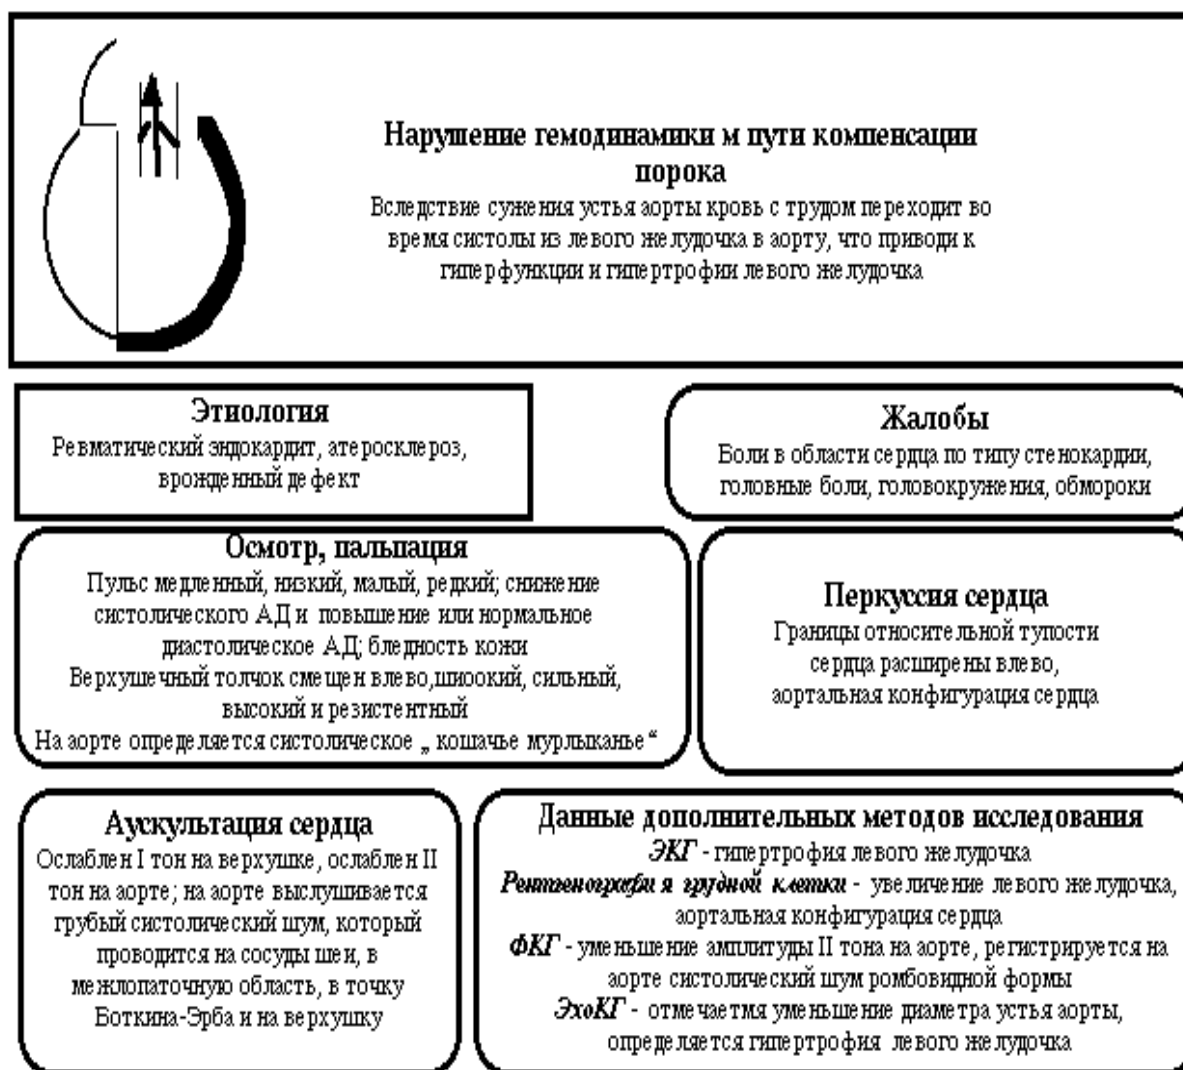 Нарушение гемодинамики м пути компенсации
порока
Вследствие сужения устья аорты кровь с трудом переходит во
время систолы из левого желудочка в аорту, что приводи к
гиперфункции и гипертрофии левого желудочка
Этиология
Ревматический эндокардит, атеросклероз,
врожденный дефект
Жалобы
Боли в области сердца по типу стенокардии,
головные боли, головокружения, обмороки
Осмотр, пальпация
Пульс медленный, низкий, малый, редкий; снижение
систолического АД и повышение или нормальное
диастолическое АД; бледность кожи
Верхушечный толчок смещен влево,шиоокий, сильный,
высокий и резистентный
На аорте определяется систолическое „ кошачье мурлыканье“
Перкуссия сердца
Границы относительной тупости
сердца расширены влево,
аортальная конфигурация сердца
Аускультация сердца
Ослаблен I тон на верхушке, ослаблен II
тон на аорте; на аорте выслушивается
грубый систолический шум, который
проводится на сосуды шеи, в
межлопаточную область, в точку
Боткина-Эрба и на верхушку
Данные дополнительных методов исследования
ЭКГ - гипертрофия левого желудочка
Рентгенографи я грудной клетки - увеличение левого желудочка,
аортальная конфигурация сердца
ФКГ - уменьшение амплитуды II тона на аорте, регистрируется на
аорте систолический шум ромбовидной формы
ЭхоКГ - отмечаетмя уменьшение диаметра устья аорты,
определяется гипертрофия левого желудочка